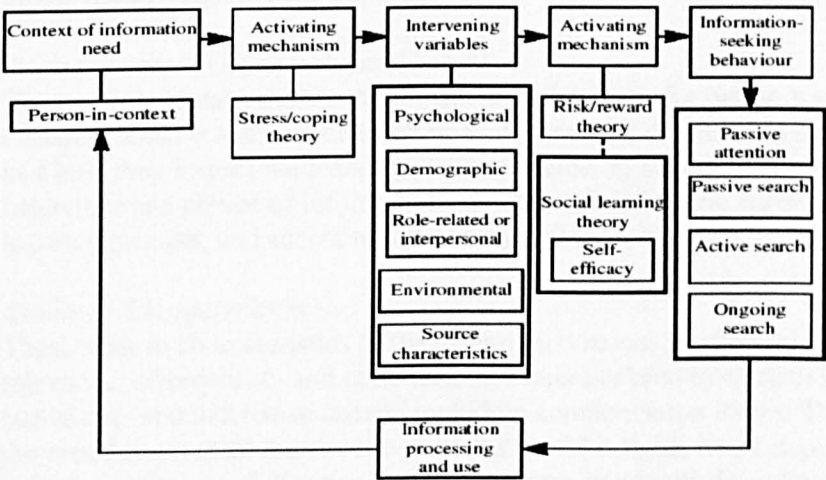 Context of information
need
Activating
mechanism
Intervening
variables
Activating
mechanism
Information-
seeking
behaviour
Person-in-context
Stress/coping
theory
Psychological
Demographic
Role-related or
interpersonal
Environmental
Source
characteristics
Risk/reward
theory
Social learning
theory
Self-
efficacy
Passive
attention
Passive search
Active search
Ongoing
search
Information
processing
and use